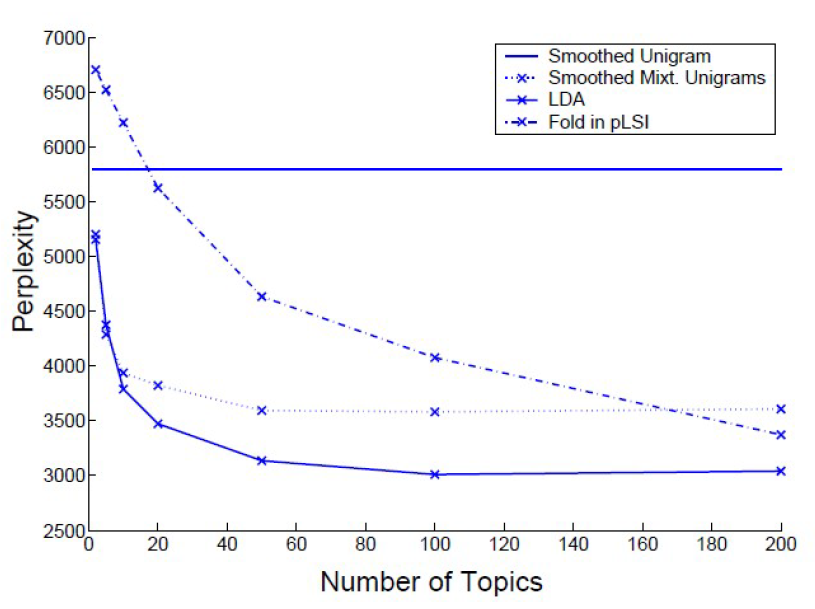 7000
6500
6000
5500
5000
4500
4000
3500
3000
2500
Perplexity
Smoothed Unigram
Smoothed Mixt. Unigrams
LDA
Fold in pLSI
0 20 40 60 80 100 120 140 160 180 200
Number of Topics